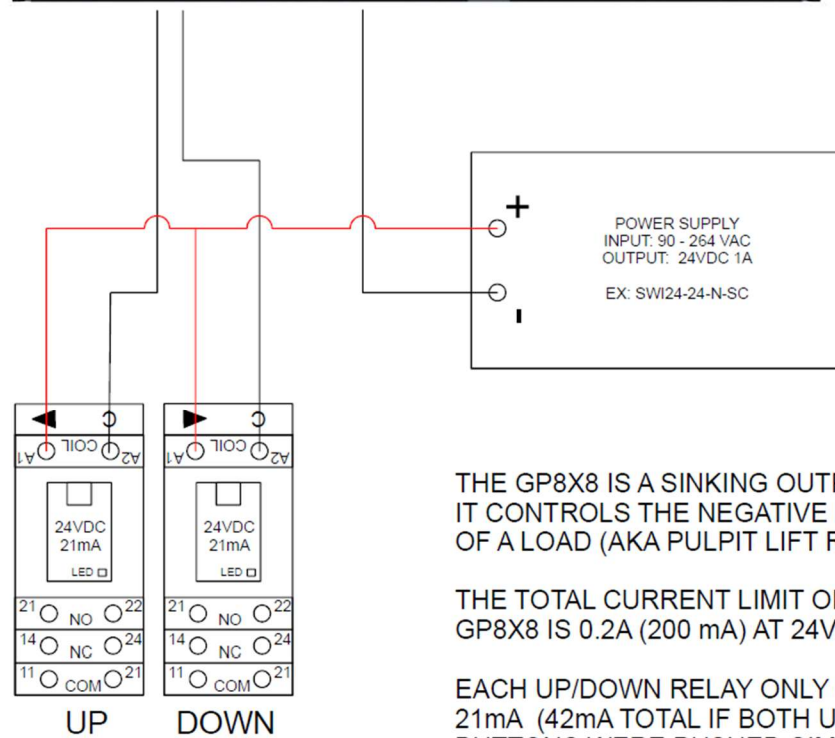 +
POWER SUPPLY
INPUT: 90 - 264 VAC
OUTPUT: 24VDC 1A
EX: SWI24-24-N-SC
-
C
A1 COIL A2
24VDC
21mA
LED
21 NO 22
14 NC 24
11 COM 21
UP
C
A1 COIL A2
24VDC
21mA
LED
21 NO 22
14 NC 24
11 COM 21
DOWN
THE GP8X8 IS A SINKING
IT CONTROLS THE NEGATIVE
OF A LOAD (AKA PULPIT LIFT
THE TOTAL CURRENT LIMIT
GP8X8 IS 0.2A (200 mA) AT
EACH UP/DOWN RELAY ONLY
21mA (42mA TOTAL IF BOTH